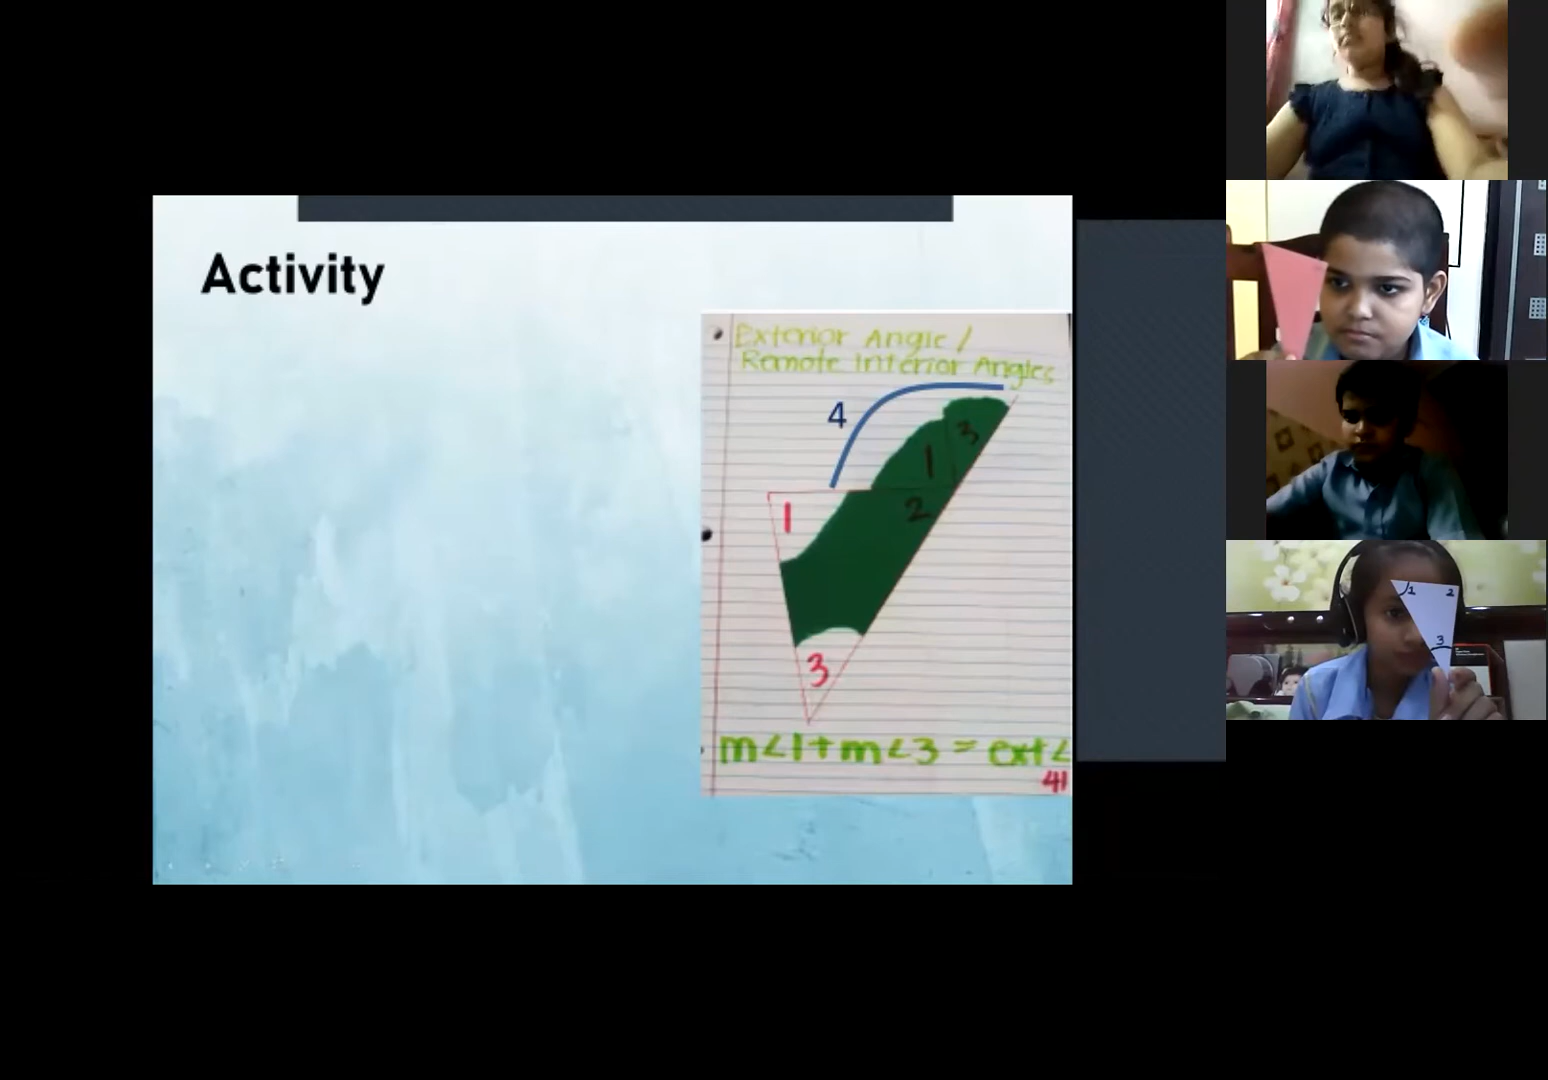 Activity
Exterior Angle /
Remote Interior Angles
4
3
1
2
1
3
m∠1+m∠3 = ext∠
41
1 2
3